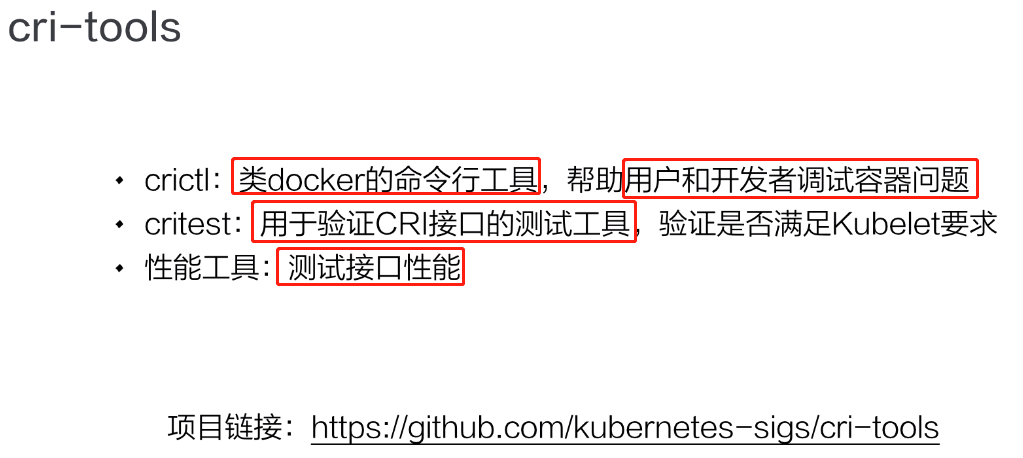 cri-tools
crictl：类docker的命令行工具，帮助用户和开发者调试容器问题
critest：用于验证CRI接口的测试工具，验证是否满足Kubelet要求
性能工具：测试接口性能
项目链接：https://github.com/kubernetes-sigs/cri-tools